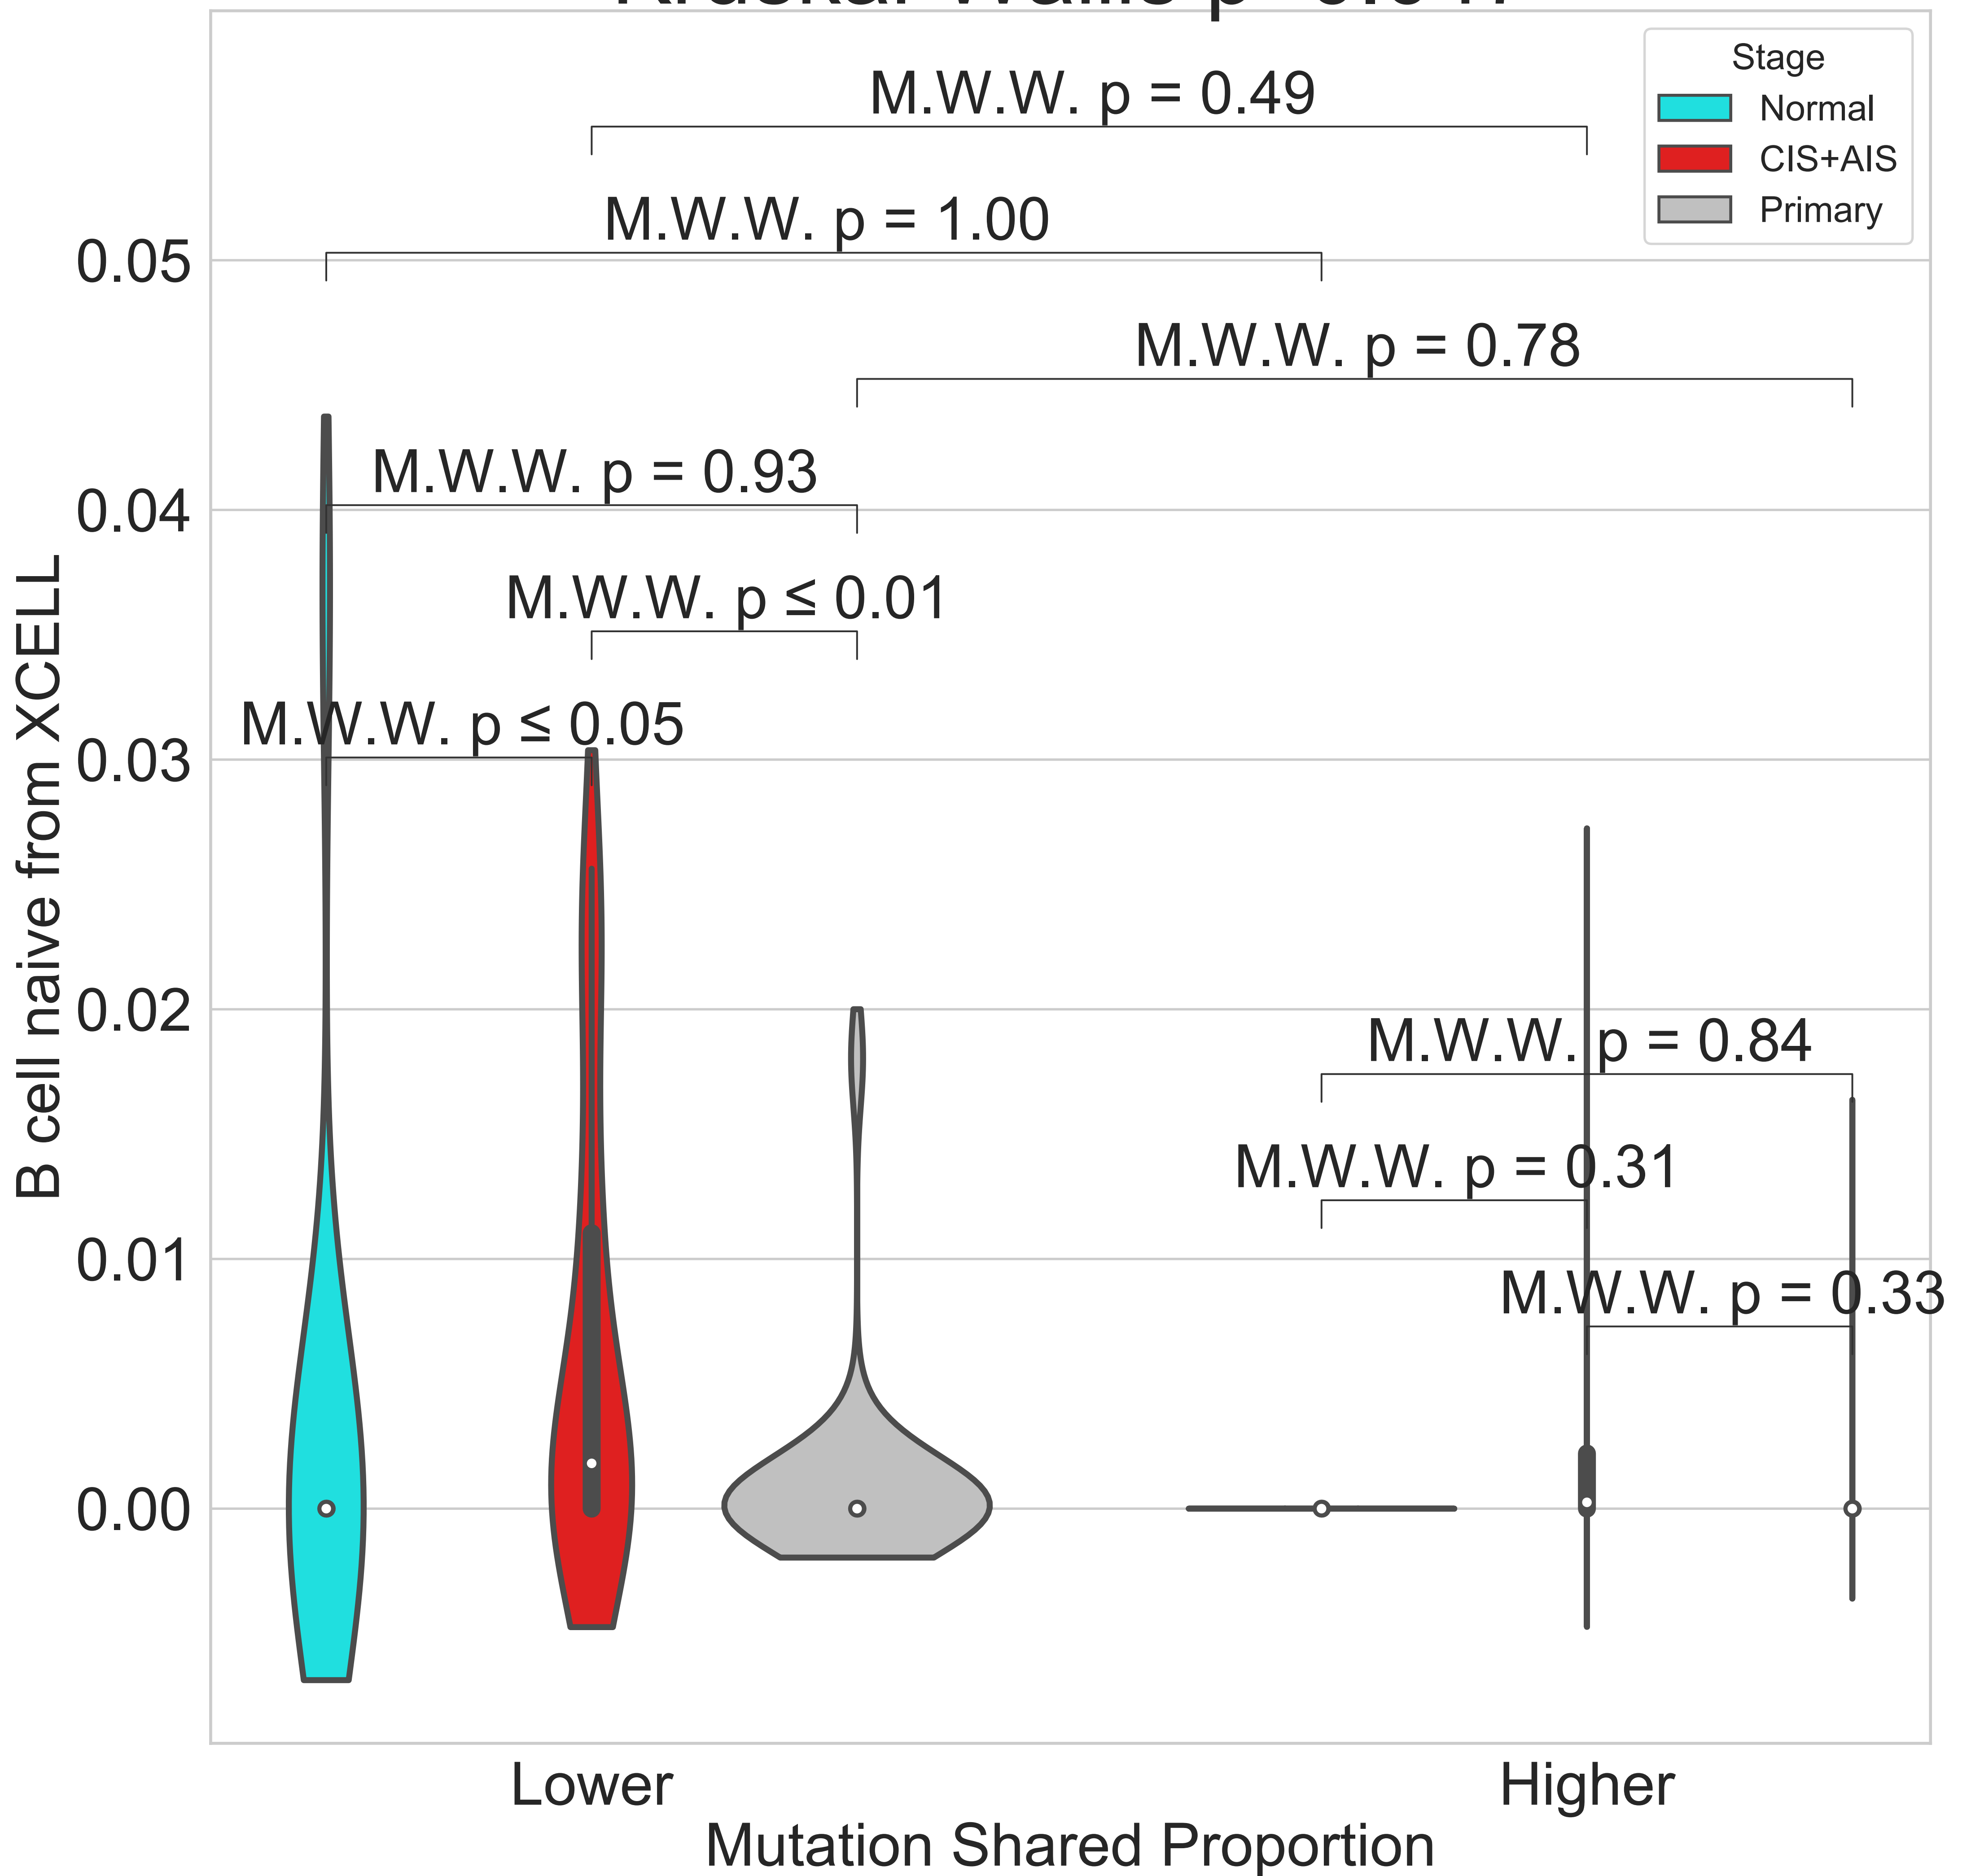 Stage
Normal
CIS+AIS
Primary
M.W.W. p = 0.49
M.W.W. p = 1.00
M.W.W. p = 0.78
M.W.W. p = 0.93
M.W.W. p ≤ 0.01
M.W.W. p ≤ 0.05
M.W.W. p = 0.84
M.W.W. p = 0.31
M.W.W. p = 0.33
0.05
0.04
0.03
0.02
0.01
0.00
B cell naive from XCELL
Lower
Higher
Mutation Shared Proportion